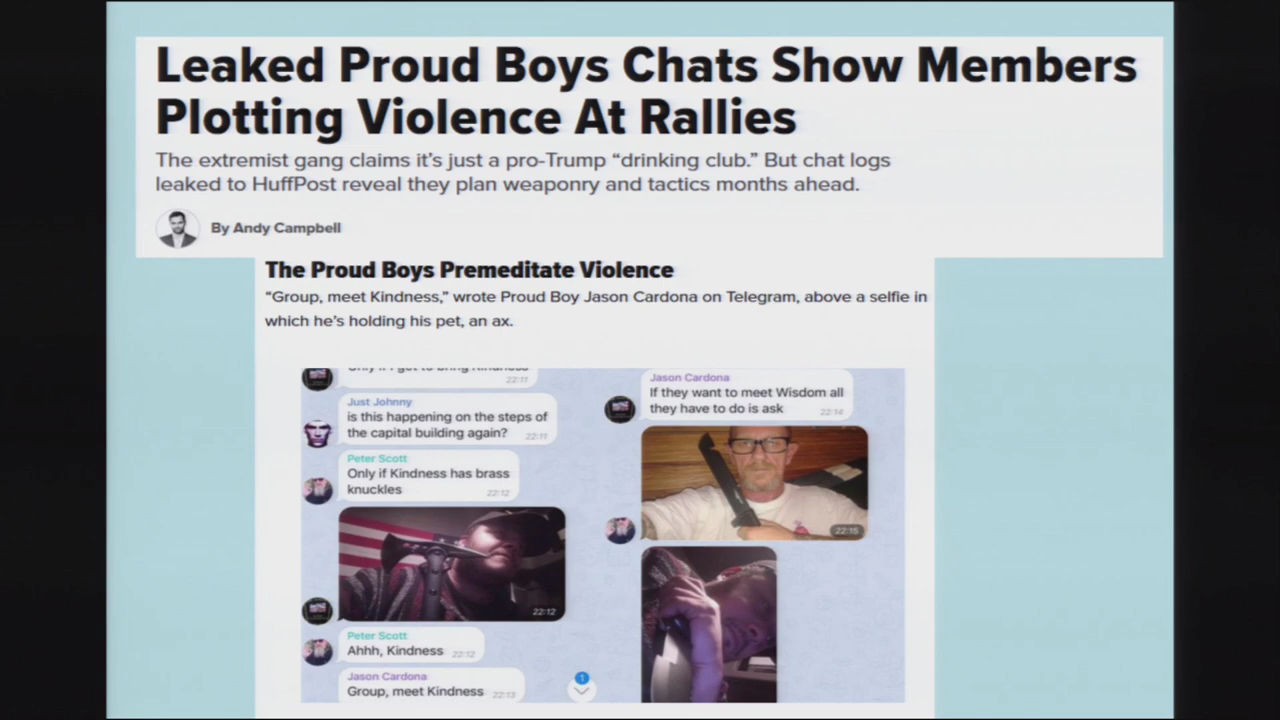 Leaked Proud Boys Chats Show Members
Plotting Violence At Rallies
The extremist gang claims it's just a pro-Trump “drinking club.” But chat logs
leaked to HuffPost reveal they plan weaponry and tactics months ahead.
By Andy Campbell
The Proud Boys Premeditate Violence
“Group, meet Kindness,” wrote Proud Boy Jason Cardona on Telegram, above a selfie in
which he's holding his pet, an ax.
Only if I get to bring Kindness
22:11
Just Johnny
is this happening on the steps of
the capital building again?
22:11
Peter Scott
Only if Kindness has brass
knuckles
22:12
22:12
Peter Scott
Ahhh, Kindness
22:12
Jason Cardona
Group, meet Kindness
22:13
1
Jason Cardona
If they want to meet Wisdom all
they have to do is ask
22:14
22:15